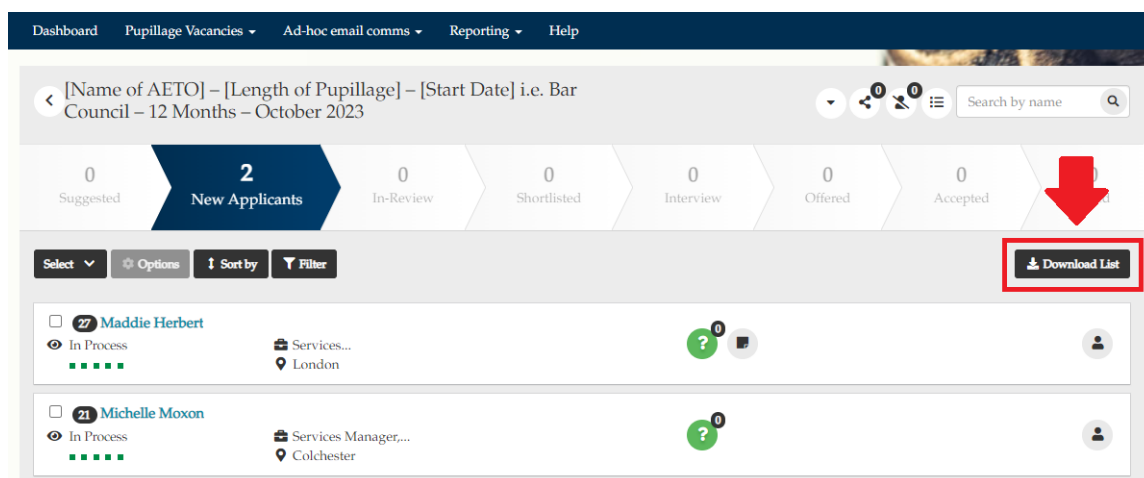 Dashboard Pupillage Vacancies Ad-hoc email comms Reporting Help
[Name of AETO] – [Length of Pupillage] – [Start Date] i.e. Bar
Council – 12 Months – October 2023
0 0 Search by name
0 2 0 0 0 0 0
Suggested New Applicants In-Review Shortlisted Interview Offered Accepted
Select Options Sort by Filter Download List
27 Maddie Herbert 0
In Process Services... ?
London
21 Michelle Moxon 0
In Process Services Manager,... ?
Colchester